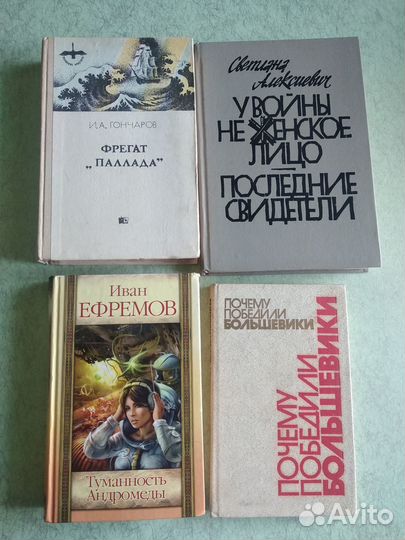 И.А. ГОНЧАРОВ
ФРЕГАТ
„ПАЛЛАДА"
Светлана
Алексиевич
У ВОЙНЫ
НЕ ЖЕНСКОЕ
ЛИЦО
ПОСЛЕДНИЕ
СВИДЕТЕЛИ
Иван
ЕФРЕМОВ
Туманность
Андромеды
ПОЧЕМУ
ПОБЕДИЛИ
БОЛЬШЕВИКИ
ПОЧЕМУ
ПОБЕДИЛИ
БОЛЬШЕВИКИ
Avito